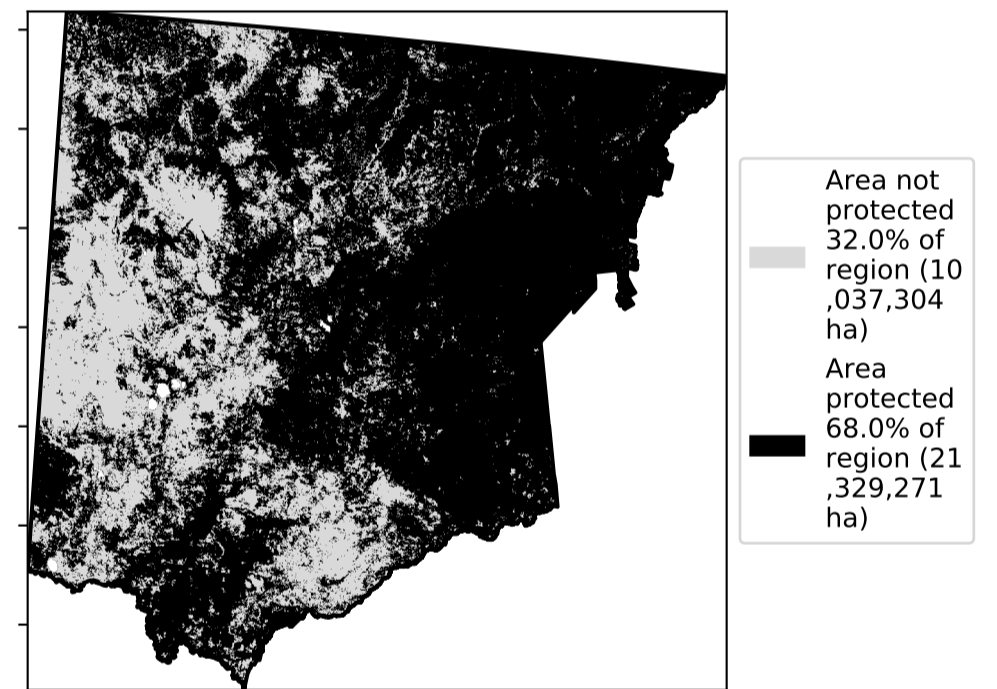 Area not
protected
32.0% of
region (10
,037,304
ha)
Area
protected
68.0% of
region (21
,329,271
ha)